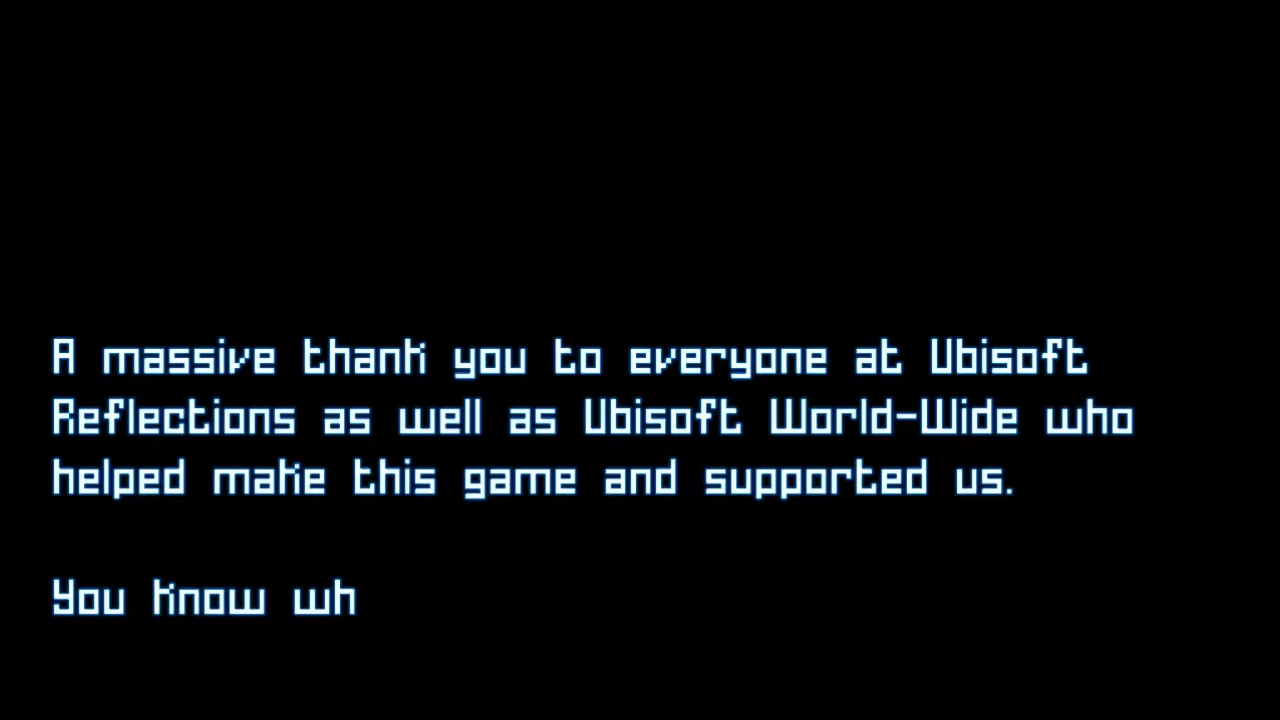 A massive thank you to everyone at Ubisoft
Reflections as well as Ubisoft World-Wide who
helped make this game and supported us.
You know wh